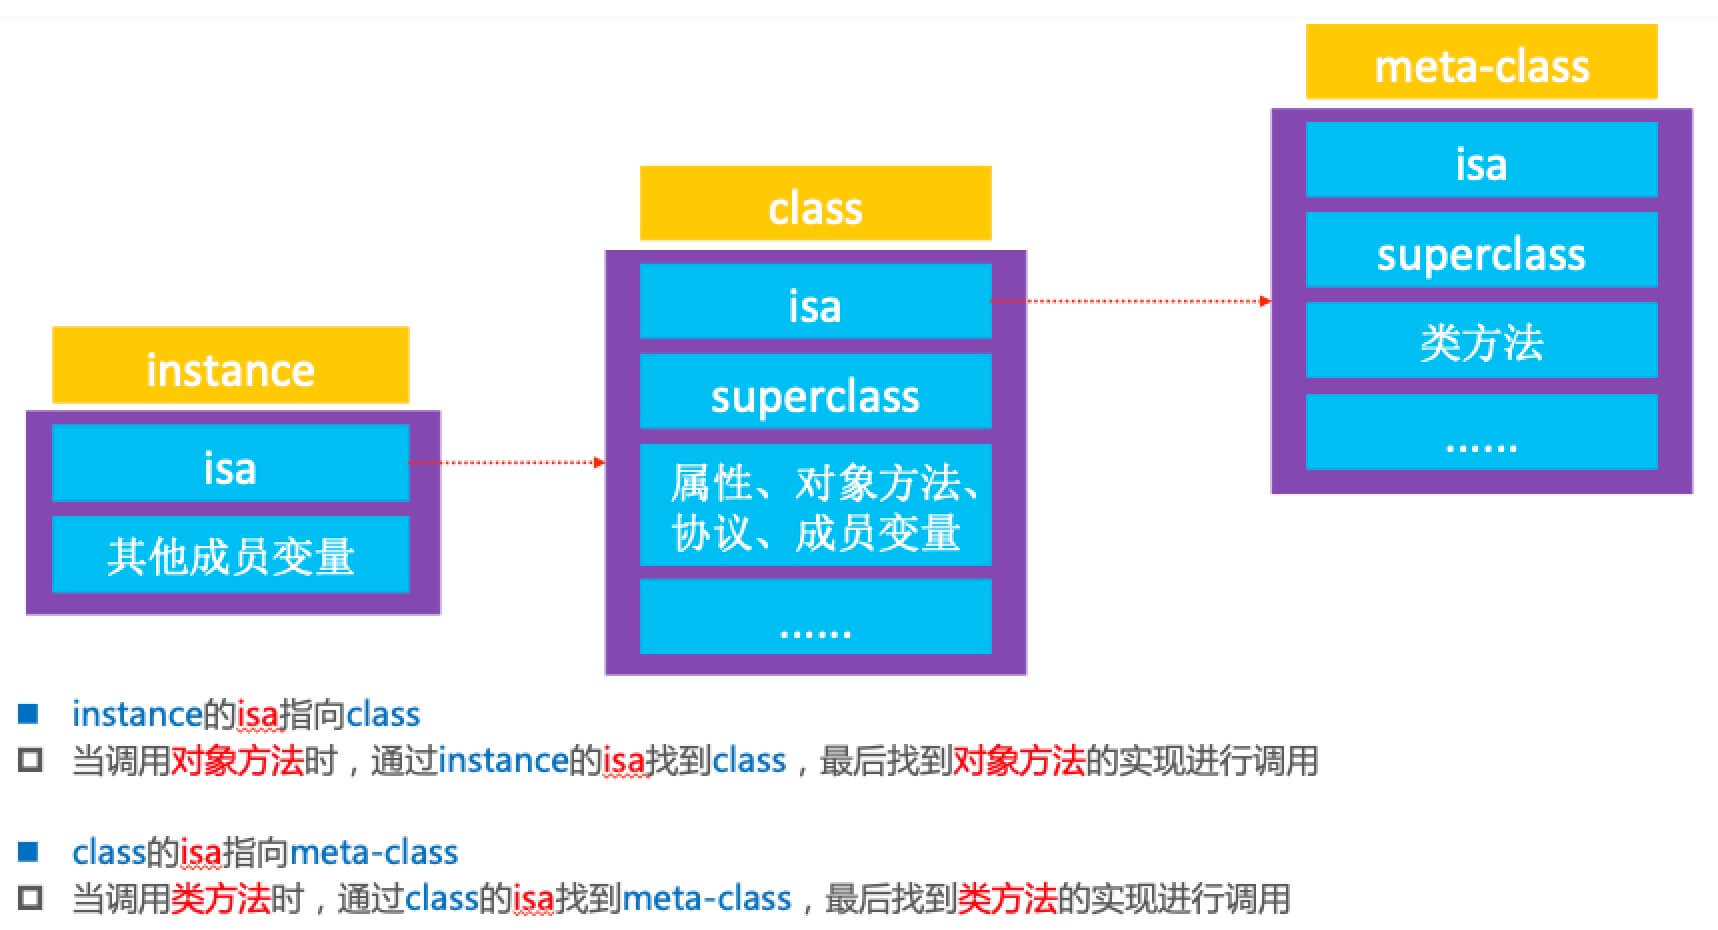 meta-class
isa
superclass
类方法
......
class
isa
superclass
属性、对象方法、
协议、成员变量
......
instance
isa
其他成员变量
instance的isa指向class
当调用对象方法时，通过instance的isa找到class，最后找到对象方法的实现进行调用
class的isa指向meta-class
当调用类方法时，通过class的isa找到meta-class，最后找到类方法的实现进行调用